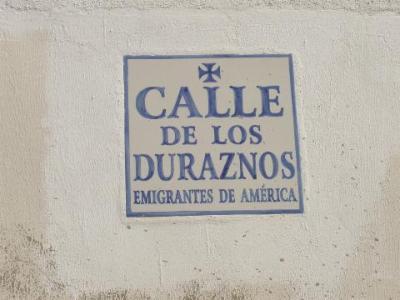 CALLE
DE LOS
DURAZNOS
EMIGRANTES DE AMÉRICA